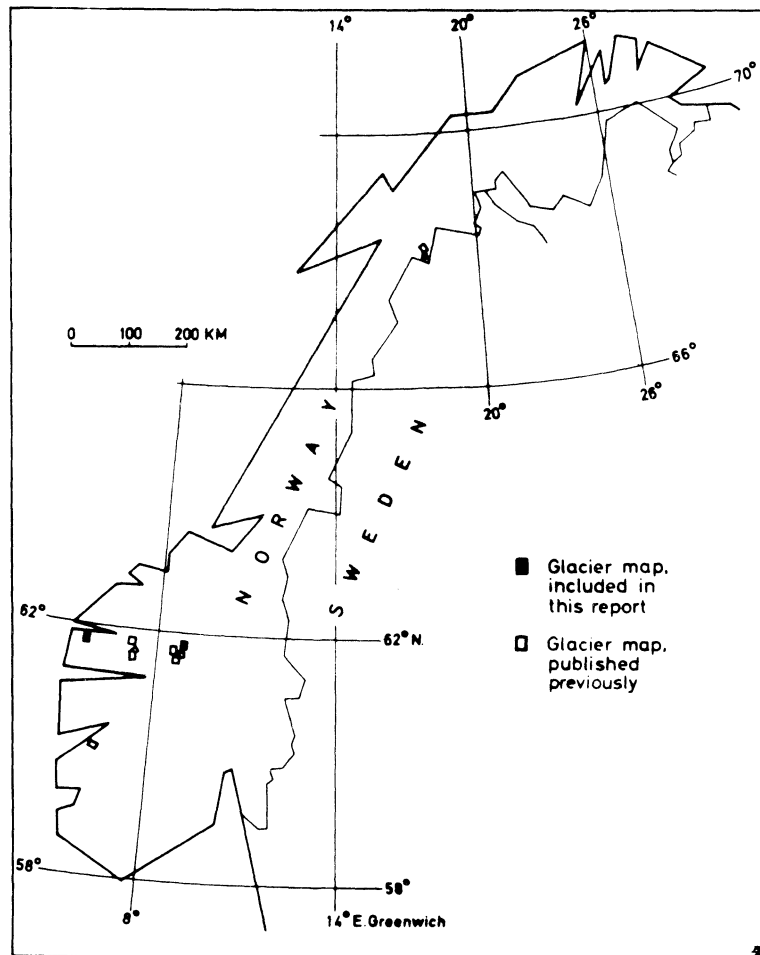 14°
20°
26°
70°
0 100 200 KM
66°
20°
26°
NORWAY
SWEDEN
Glacier map,
included in
this report
Glacier map,
published
previously
62°
62° N.
58°
58°
8°
14° E. Greenwich